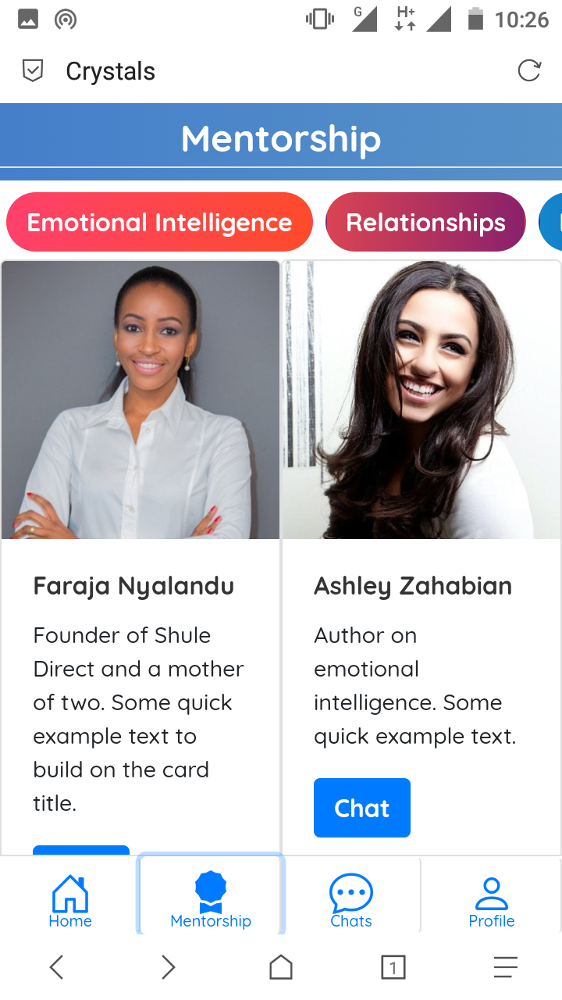 G H+ 10:26
Crystals
Mentorship
Emotional Intelligence Relationships
Faraja Nyalandu
Founder of Shule
Direct and a mother
of two. Some quick
example text to
build on the card
title.
Ashley Zahabian
Author on
emotional
intelligence. Some
quick example text.
Chat
Home Mentorship Chats Profile
1